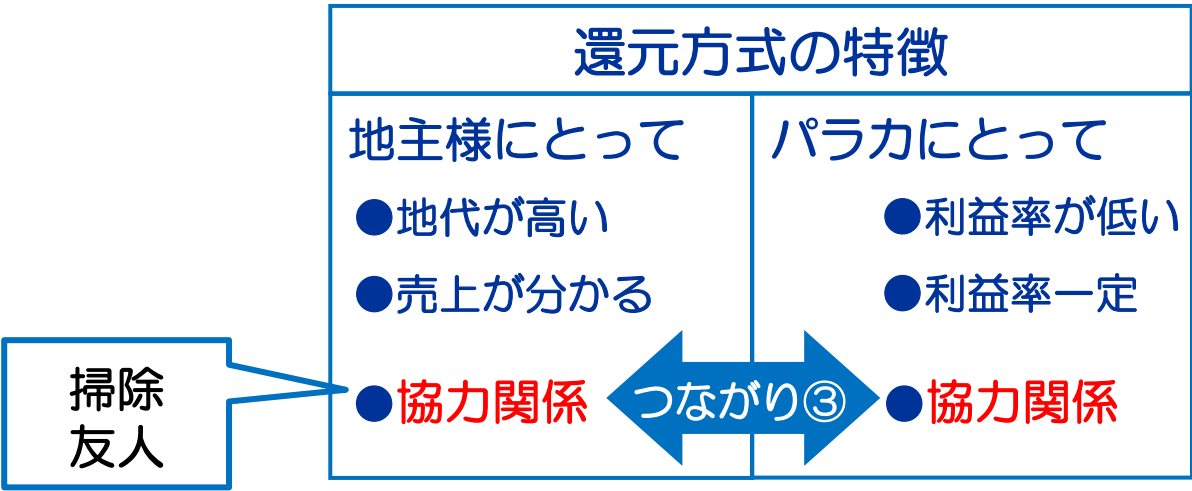 還元方式の特徴
地主様にとって
●地代が高い
●売上が分かる
●協力関係
パラカにとって
●利益率が低い
●利益率一定
●協力関係
つながり③
掃除
友人